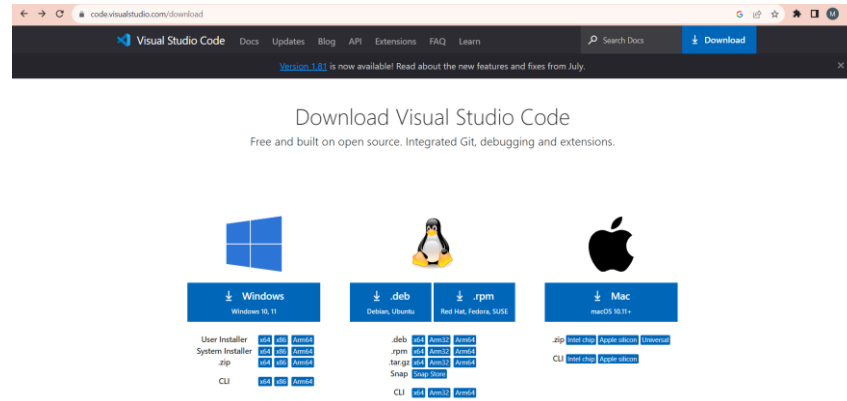 code.visualstudio.com/download
Visual Studio Code Docs Updates Blog API Extensions FAQ Learn Search Docs Download
Version 1.81 is now available! Read about the new features and fixes from July.
Download Visual Studio Code
Free and built on open source. Integrated Git, debugging and extensions.
Windows
Windows 10, 11
User Installer x64 x86 Arm64
System Installer x64 x86 Arm64
.zip x64 x86 Arm64
CLI x64 x86 Arm64
.deb
Debian, Ubuntu
.rpm
Red Hat, Fedora, SUSE
.deb x64 Arm32 Arm64
.rpm x64 Arm32 Arm64
.tar.gz x64 Arm32 Arm64
Snap Snap Store
CLI x64 Arm32 Arm64
Mac
macOS 10.11+
.zip Intel chip Apple silicon Universal
CLI Intel chip Apple silicon